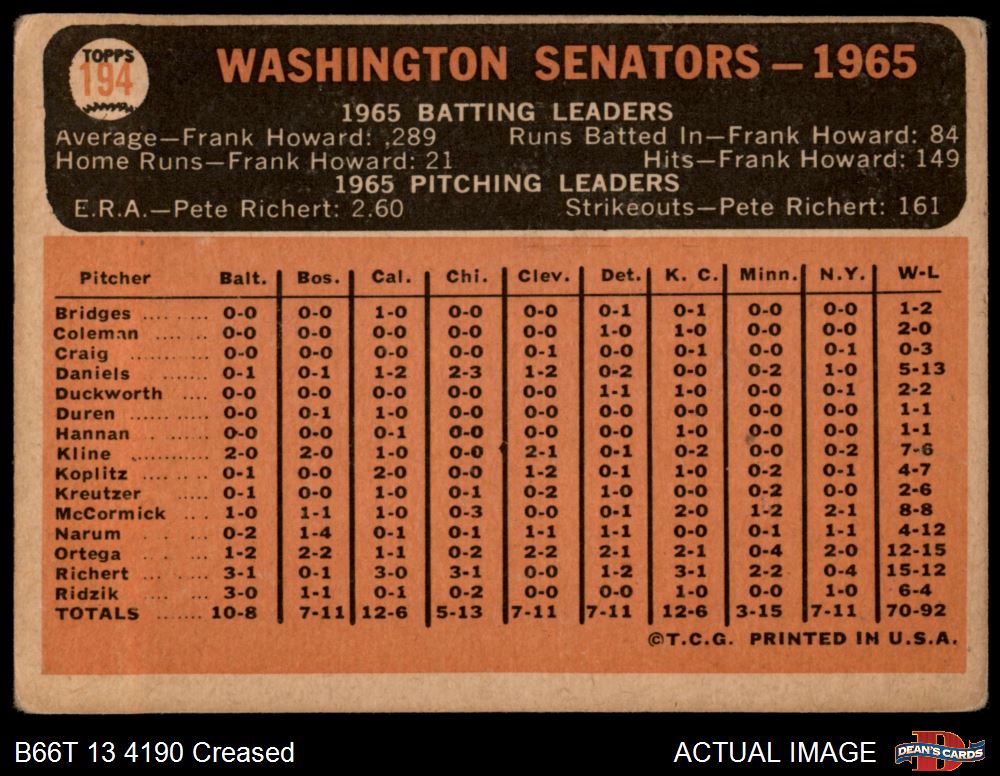 TOPPS
194
WASHINGTON SENATORS — 1965
1965 BATTING LEADERS
Average—Frank Howard: .289 Runs Batted In—Frank Howard: 84
Home Runs—Frank Howard: 21 Hits—Frank Howard: 149
1965 PITCHING LEADERS
E.R.A.—Pete Richert: 2.60 Strikeouts—Pete Richert: 161
Pitcher Balt. Bos. Cal. Chi. Clev. Det. K. C. Minn. N.Y. W-L
Bridges .... ....... 0-0 0-0 1-0 0-0 0-0 0-1 0-1 0-0 0-0 1-2
Coleman ..... ..... 0-0 0-0 0-0 0-0 0-0 1-0 1-0 0-0 0-0 2-0
Craig ........... 0-0 0-0 0-0 0-0 0-1 0-0 0-1 0-0 0-1 0-3
Daniels ....... 0-1 0-1 1-2 2-3 1-2 0-2 0-0 0-2 1-0 5-13
Duckworth .... 0-0 0-0 0-0 0-0 0-0 1-1 1-0 0-0 0-1 2-2
Duren ..... ...... 0-0 0-1 1-0 0-0 0-0 0-0 0-0 0-0 0-0 1-1
Hannan .. ...... 0-0 0-0 0-1 0-0 0-0 0-0 1-0 0-0 0-0 1-1
Kline ........... 2-0 2-0 1-0 0-0 2-1 0-1 0-2 0-0 0-2 7-6
Koplitz .... ..... 0-1 0-0 2-0 0-0 1-2 0-1 1-0 0-2 0-1 4-7
Kreutzer ..... 0-1 0-0 1-0 0-1 0-2 1-0 0-0 0-2 0-0 2-6
McCormick .. . 1-0 1-1 1-0 0-3 0-0 0-1 2-0 1-2 2-1 8-8
Narum . . ... 0-2 1-4 0-1 0-1 1-1 1-1 0-0 0-1 1-1 4-12
Ortega .... ..... 1-2 2-2 1-1 0-2 2-2 2-1 2-1 0-4 2-0 12-15
Richert ... ..... 3-1 0-1 3-0 3-1 0-0 1-2 3-1 2-2 0-4 15-12
Ridzik .... ..... 3-0 1-1 0-1 0-2 0-0 0-0 1-0 0-0 1-0 6-4
TOTALS ....... 10-8 7-11 12-6 5-13 7-11 7-11 12-6 3-15 7-11 70-92
©T.C.G. PRINTED IN U.S.A.
B66T 13 4190 Creased ACTUAL IMAGE
DEAN'S CARDS